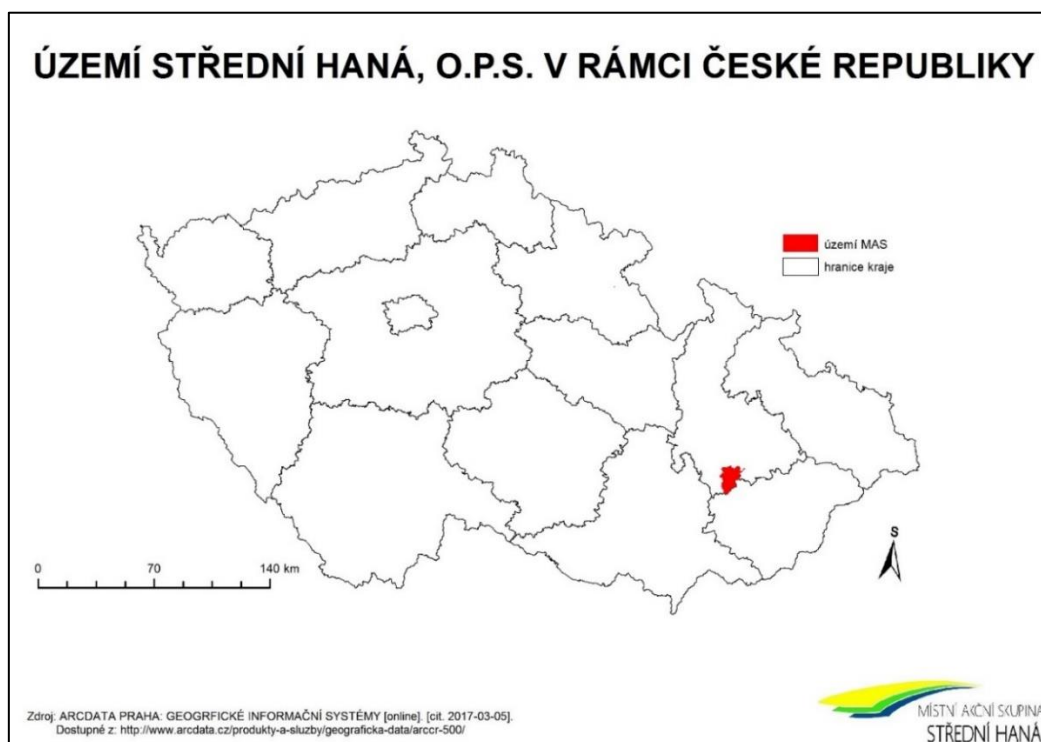 ÚZEMÍ STŘEDNÍ HANÁ, O.P.S. V RÁMCI ČESKÉ REPUBLIKY
území MAS
hranice kraje
S
0 70 140 km
Zdroj: ARCDATA PRAHA: GEOGRFICKÉ INFORMAČNÍ SYSTÉMY [online]. [cit. 2017-03-05].
Dostupné z: http://www.arcdata.cz/produkty-a-sluzby/geograficka-data/arccr-500/
MÍSTNÍ AKČNÍ SKUPINA
STŘEDNÍ HANÁ